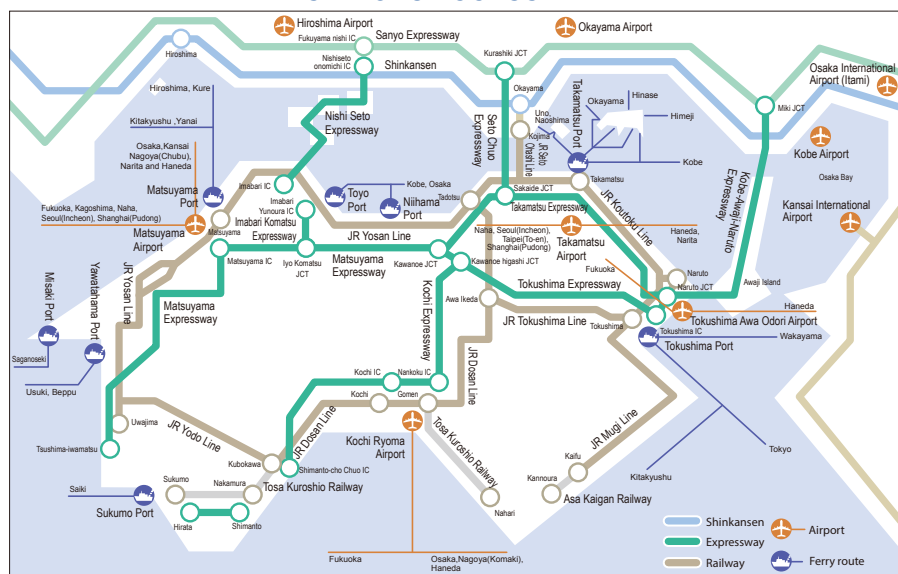 Hiroshima Airport
Fukuyama nishi IC
Sanyo Expressway
Okayama Airport
Hiroshima
Nishiseto
onomichi IC
Shinkansen
Kurashiki JCT
Osaka International
Airport (Itami)
Hiroshima, Kure
Nishi Seto
Expressway
Seto Chuo
Expressway
Okayama
Uno,
Naoshima
Kojima
JR Seto
Ohashi Line
Takamatsu Port
Okayama
Hinase
Himeji
Kobe
Miki JCT
Kobe Airport
Kitakyushu ,Yanai
Osaka,Kansai
Nagoya(Chubu),
Narita and Haneda
Matsuyama
Port
Imabari IC
Toyo
Port
Kobe, Osaka
Niihama
Port
Tadotsu
Sakaide JCT
Takamatsu
Takamatsu Expressway
JR Koutoku Line
Kobe-Awaji-Naruto
Expressway
Osaka Bay
Kansai International
Airport
Fukuoka, Kagoshima, Naha,
Seoul(Incheon), Shanghai(Pudong)
Matsuyama
Airport
Matsuyama
Imabari
Yunoura IC
Imabari Komatsu
Expressway
JR Yosan Line
Naha, Seoul(Incheon),
Taipei(To-en),
Shanghai(Pudong)
Takamatsu
Airport
Haneda,
Narita
Matsuyama IC
Iyo Komatsu
JCT
Matsuyama
Expressway
Kawanoe JCT
Kawanoe higashi JCT
Fukuoka
Naruto
Naruto JCT
Awaji Island
JR Yosan Line
Misaki Port
Yawatahama Port
Matsuyama
Expressway
Kochi Expressway
Tokushima Expressway
Awa Ikeda
JR Tokushima Line
Tokushima
Tokushima IC
Haneda
Tokushima Awa Odori Airport
Tokushima
Port
Wakayama
Saganoseki
Usuki, Beppu
JR Dosan Line
Kochi IC
Nankoku IC
Kochi
Gomen
Uwajima
JR Yodo Line
JR Dosan Line
Kochi Ryoma
Airport
Tosa Kuroshio Railway
JR Mugi Line
Tokyo
Tsushima-iwamatsu
Kubokawa
Shimanto-cho Chuo IC
Kaifu
Kannoura
Kitakyushu
Sukumo
Nakamura
Tosa Kuroshio Railway
Nahari
Asa Kaigan Railway
Saiki
Sukumo Port
Hirata
Shimanto
Shinkansen
Airport
Expressway
Fukuoka
Osaka,Nagoya(Komaki),
Haneda
Railway
Ferry route